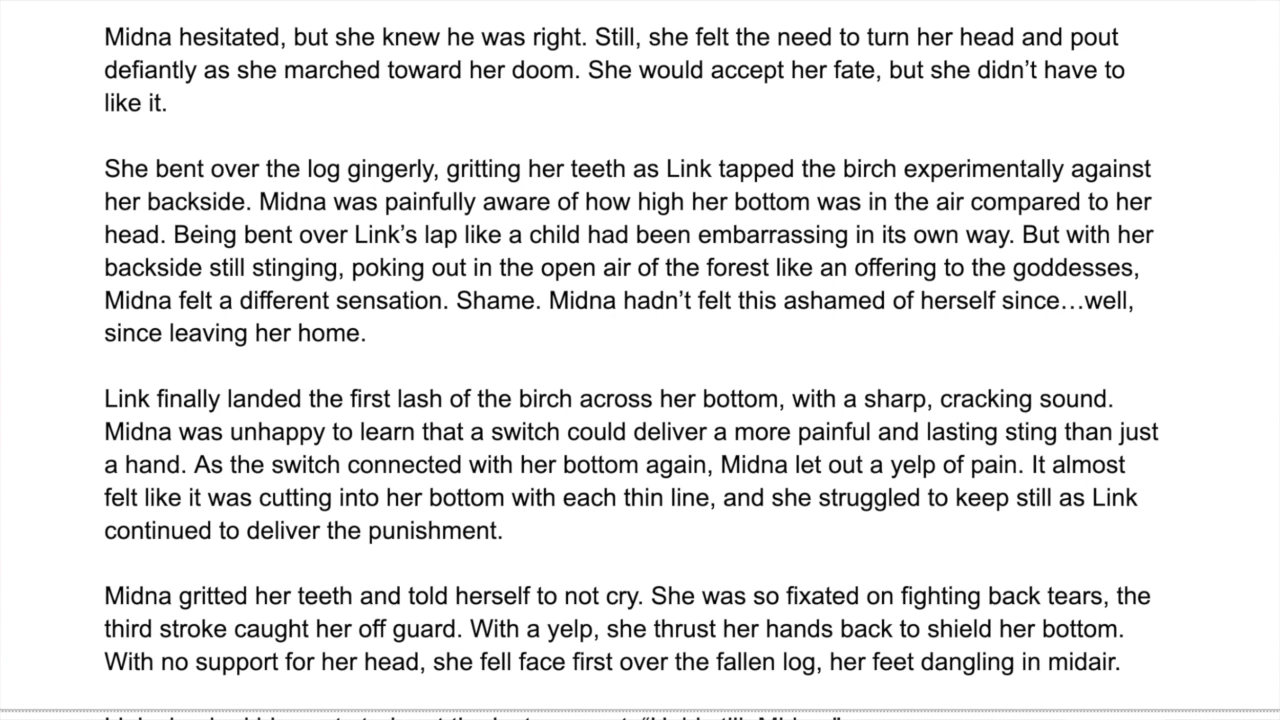 Midna hesitated, but she knew he was right. Still, she felt the need to turn her head and pout
defiantly as she marched toward her doom. She would accept her fate, but she didn’t have to
like it.
She bent over the log gingerly, gritting her teeth as Link tapped the birch experimentally against
her backside. Midna was painfully aware of how high her bottom was in the air compared to her
head. Being bent over Link’s lap like a child had been embarrassing in its own way. But with her
backside still stinging, poking out in the open air of the forest like an offering to the goddesses,
Midna felt a different sensation. Shame. Midna hadn’t felt this ashamed of herself since…well,
since leaving her home.
Link finally landed the first lash of the birch across her bottom, with a sharp, cracking sound.
Midna was unhappy to learn that a switch could deliver a more painful and lasting sting than just
a hand. As the switch connected with her bottom again, Midna let out a yelp of pain. It almost
felt like it was cutting into her bottom with each thin line, and she struggled to keep still as Link
continued to deliver the punishment.
Midna gritted her teeth and told herself to not cry. She was so fixated on fighting back tears, the
third stroke caught her off guard. With a yelp, she thrust her hands back to shield her bottom.
With no support for her head, she fell face first over the fallen log, her feet dangling in midair.